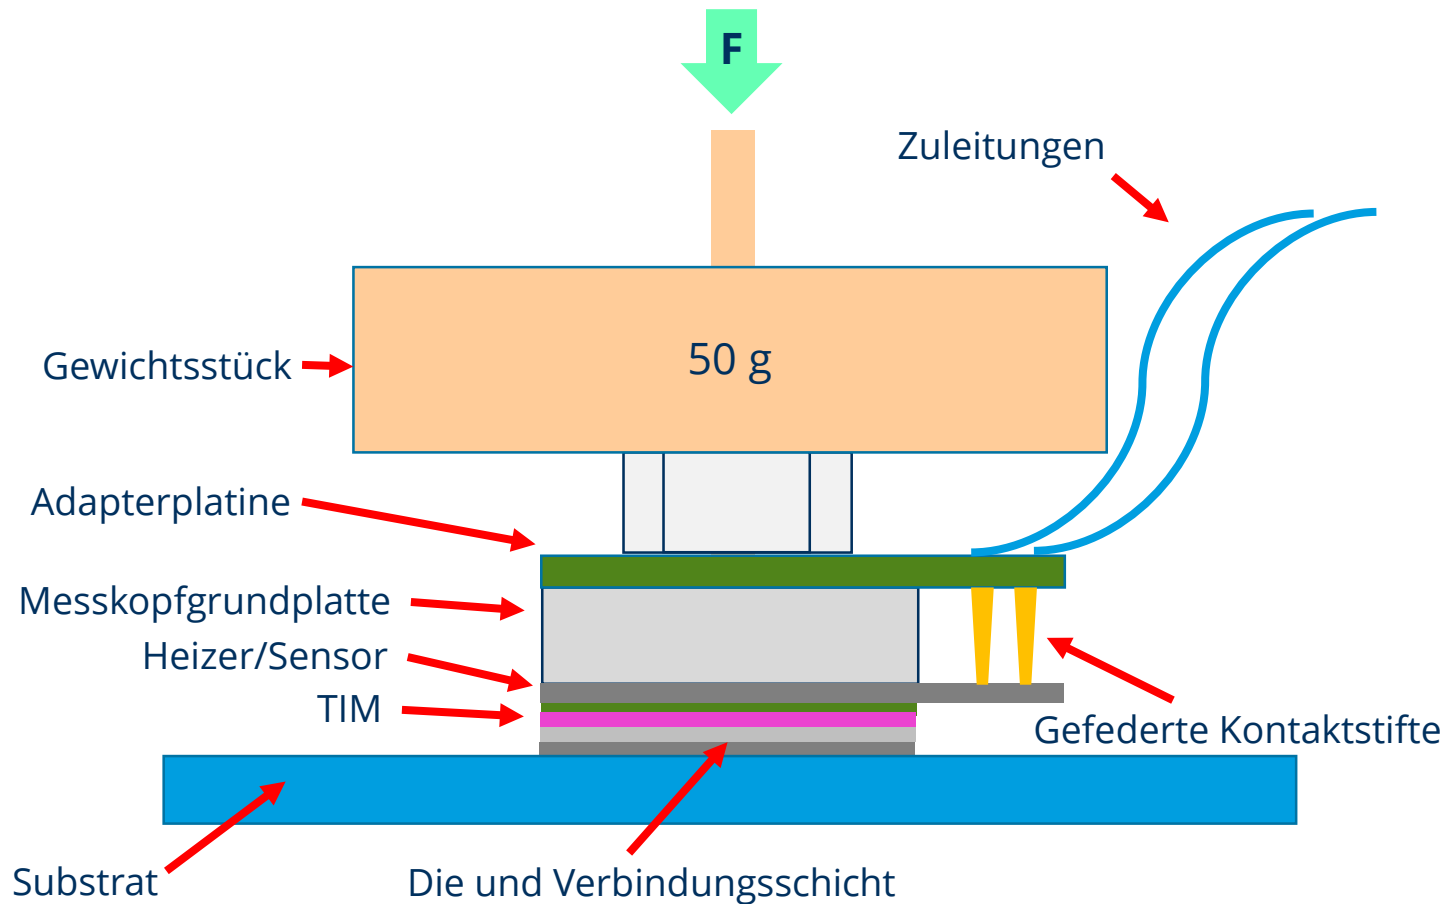 F
Zuleitungen
Gewichtsstück
50 g
Adapterplatine
Messkopfgrundplatte
Heizer/Sensor
TIM
Gefederte Kontaktstifte
Substrat
Die und Verbindungsschicht